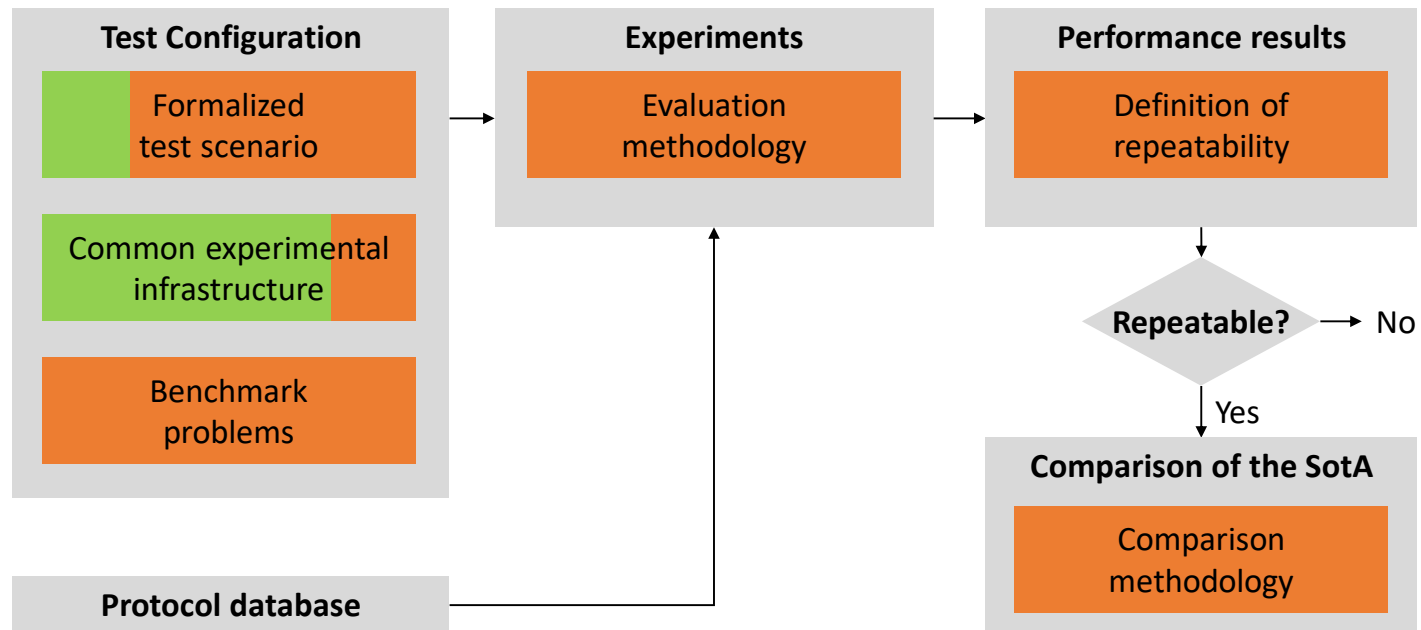 Test Configuration
Formalized
test scenario
Common experimental
infrastructure
Benchmark
problems
Protocol database
Experiments
Evaluation
methodology
Performance results
Definition of
repeatability
Repeatable?
No
Yes
Comparison of the SotA
Comparison
methodology